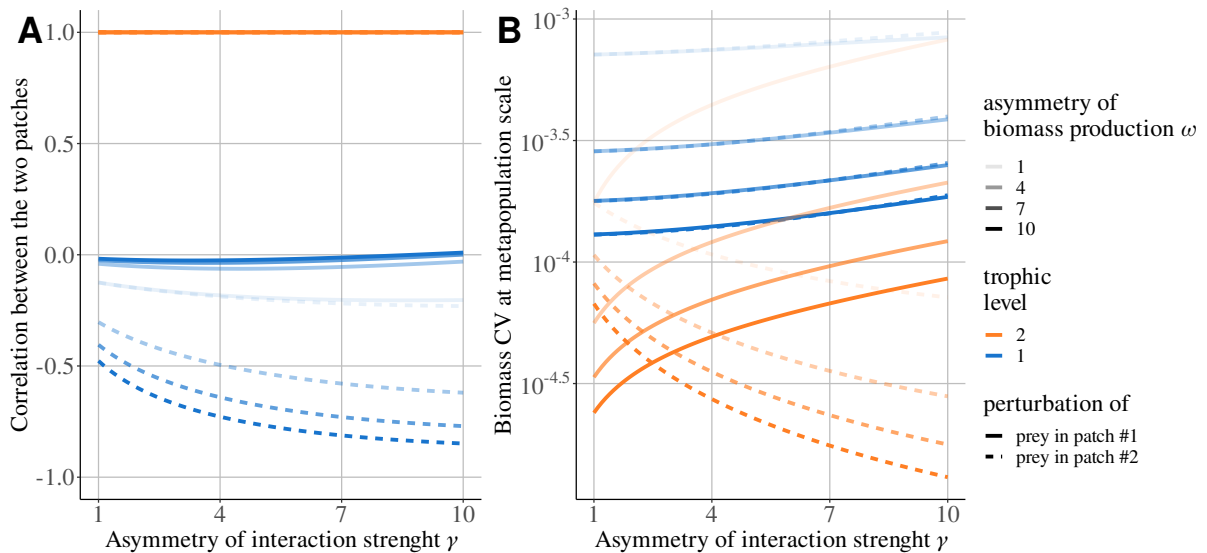 A
B
Correlation between the two patches
1.0
0.5
0.0
-0.5
-1.0
1 4 7 10
Asymmetry of interaction strenght γ
Biomass CV at metapopulation scale
10-3
10-3.5
10-4
10-4.5
1 4 7 10
Asymmetry of interaction strenght γ
asymmetry of
biomass production ω
1
4
7
10
trophic
level
2
1
perturbation of
prey in patch #1
prey in patch #2